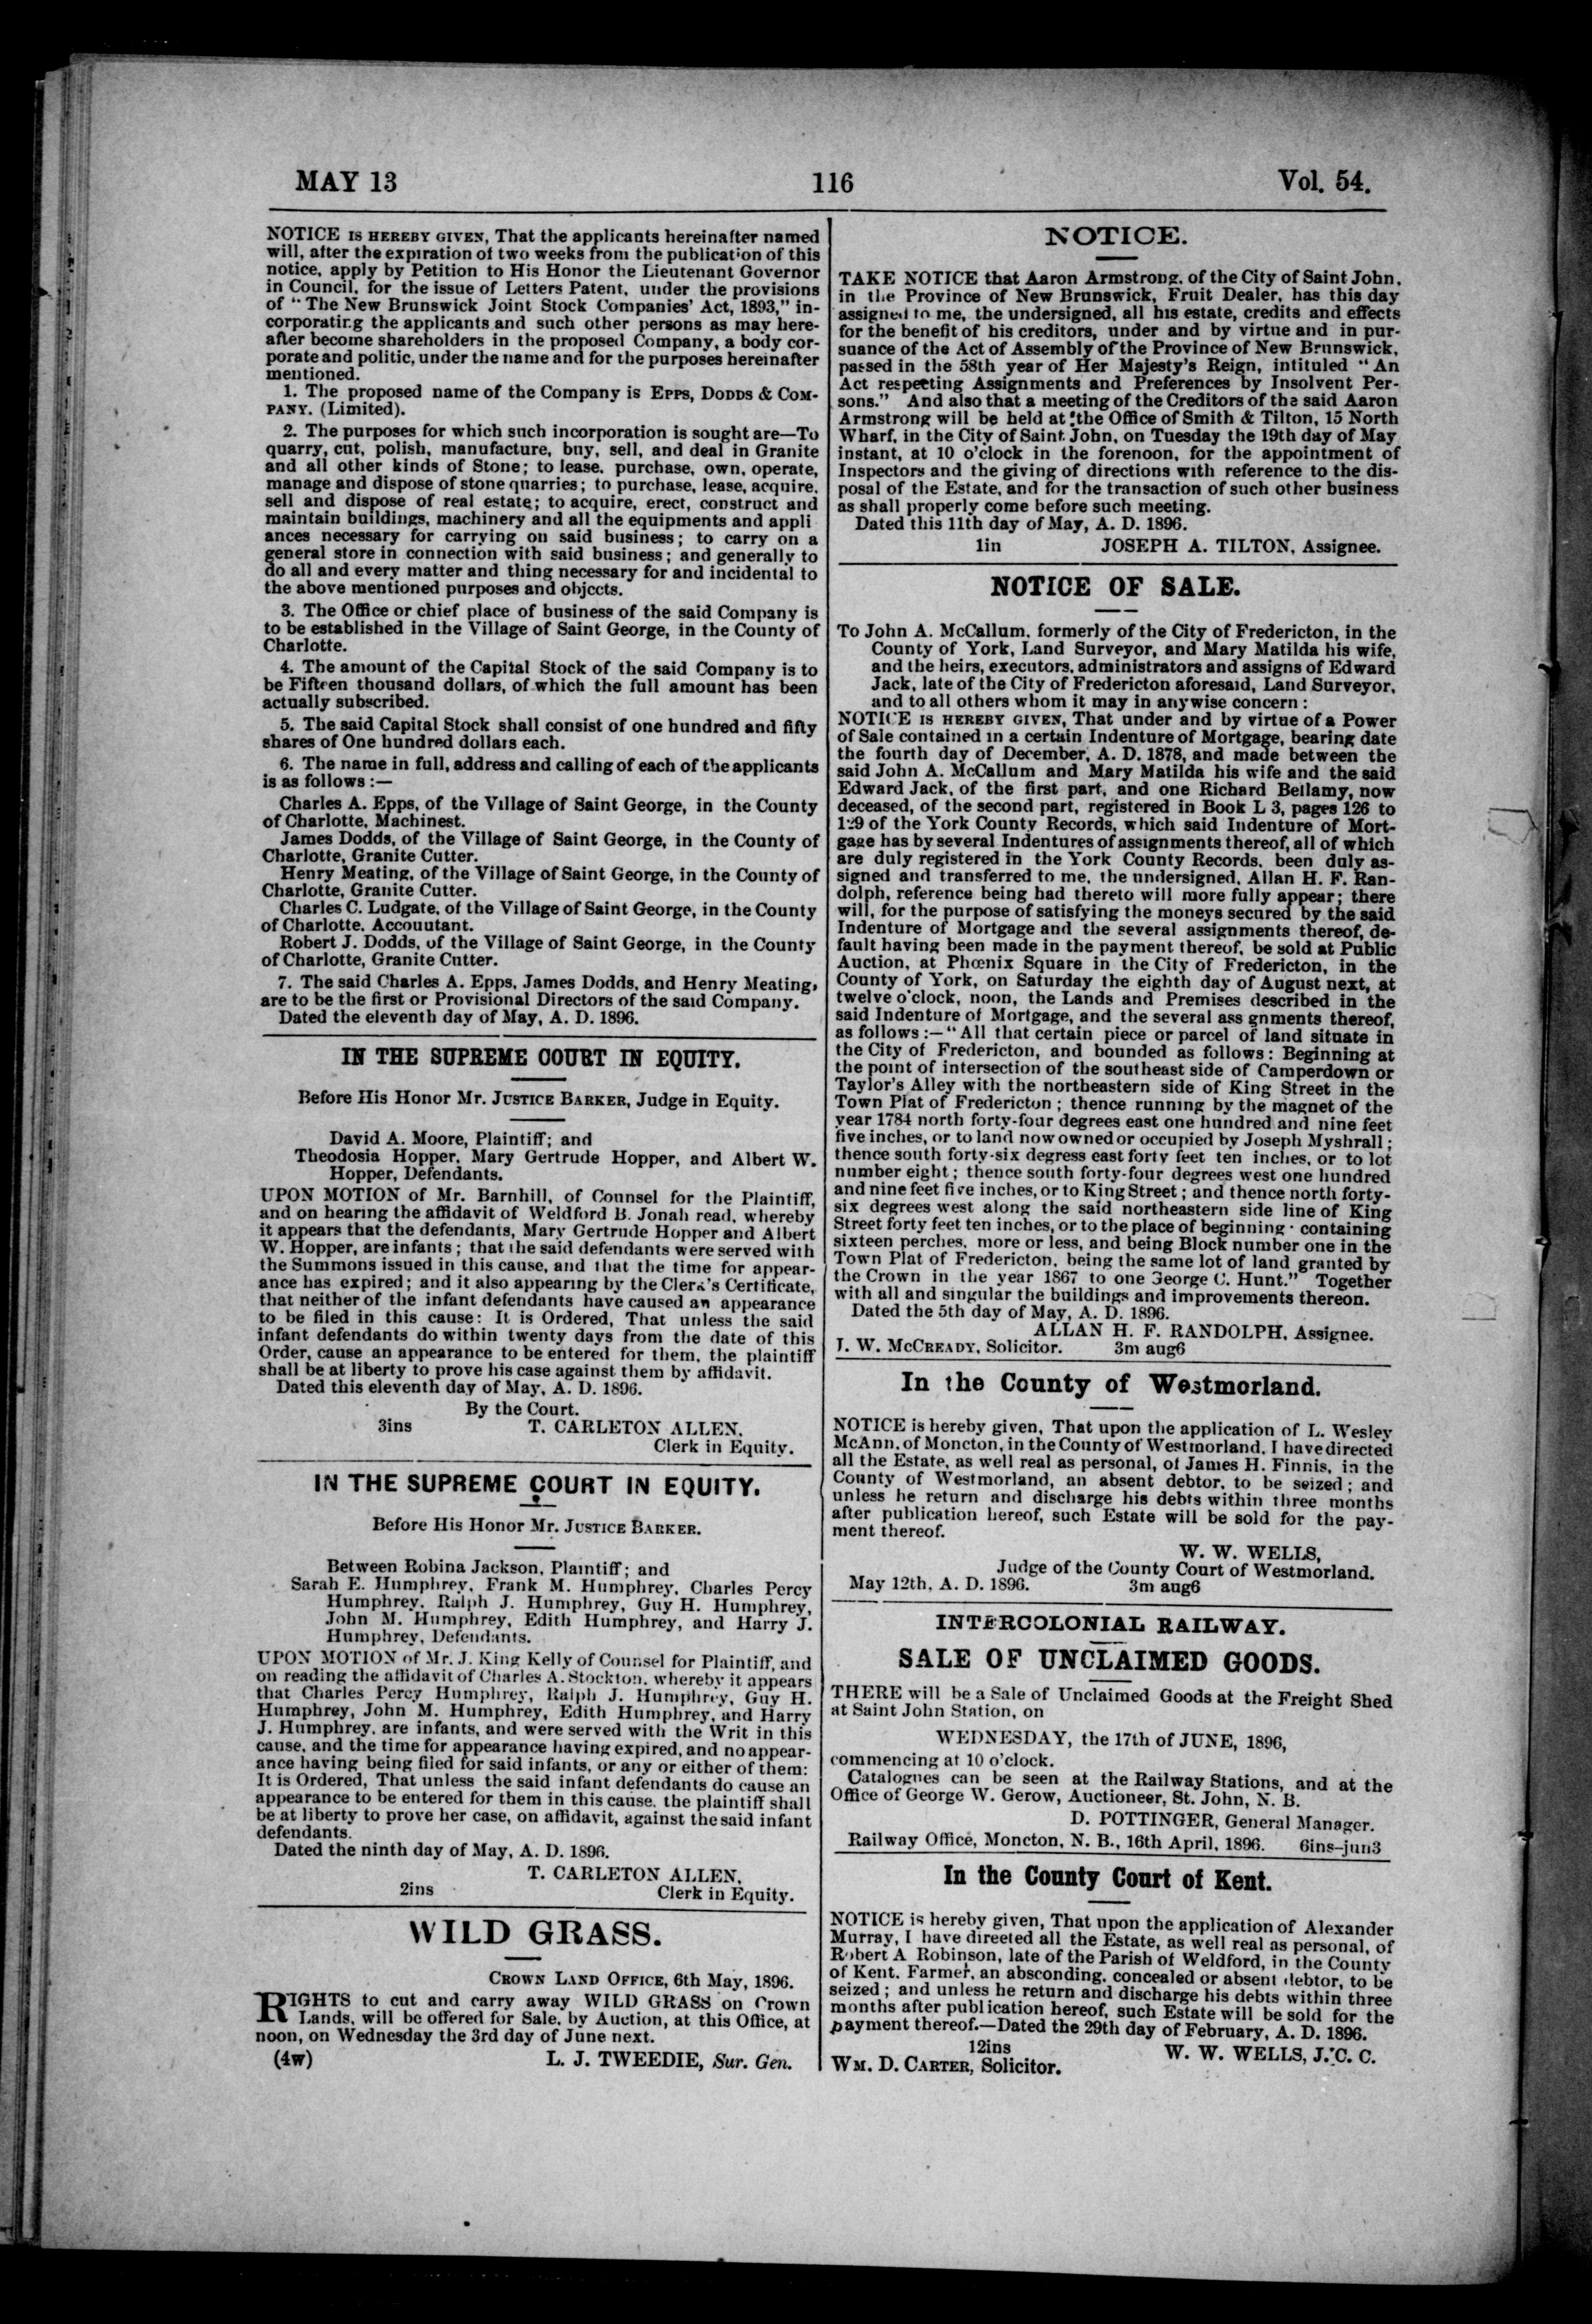 MAY 13
116
Vol. 54.
NOTICE IS HEREBY GIVEN, That the applicants hereinafter named
will, after the expiration of two weeks from the publication of this
notice, apply by Petition to His Honor the Lieutenant Governor
in Council, for the issue of Letters Patent, under the provisions
of "The New Brunswick Joint Stock Companies' Act, 1893," in-
corporating the applicants and such other persons as may here-
after become shareholders in the proposed Company, a body cor-
porate and politic, under the name and for the purposes hereinafter
mentioned.
1. The proposed name of the Company is EPPS, DODDS & COM-
PANY. (Limited).
2. The purposes for which such incorporation is sought are—To
quarry, cut, polish, manufacture, buy, sell, and deal in Granite
and all other kinds of Stone; to lease, purchase, own, operate,
manage and dispose of stone quarries; to purchase, lease, acquire,
sell and dispose of real estate; to acquire, erect, construct and
maintain buildings, machinery and all the equipments and appli
ances necessary for carrying on said business; to carry on a
general store in connection with said business; and generally to
do all and every matter and thing necessary for and incidental to
the above mentioned purposes and objects.
3. The Office or chief place of business of the said Company is
to be established in the Village of Saint George, in the County of
Charlotte.
4. The amount of the Capital Stock of the said Company is to
be Fifteen thousand dollars, of which the full amount has been
actually subscribed.
5. The said Capital Stock shall consist of one hundred and fifty
shares of One hundred dollars each.
6. The name in full, address and calling of each of the applicants
is as follows:—
Charles A. Epps, of the Village of Saint George, in the County
of Charlotte, Machinest.
James Dodds, of the Village of Saint George, in the County of
Charlotte, Granite Cutter.
Henry Meating, of the Village of Saint George, in the County of
Charlotte, Granite Cutter.
Charles C. Ludgate, of the Village of Saint George, in the County
of Charlotte, Accountant.
Robert J. Dodds, of the Village of Saint George, in the County
of Charlotte, Granite Cutter.
7. The said Charles A. Epps, James Dodds, and Henry Meating,
are to be the first or Provisional Directors of the said Company.
Dated the eleventh day of May, A. D. 1896.
IN THE SUPREME COURT IN EQUITY.
Before His Honor Mr. JUSTICE BARKER, Judge in Equity.
David A. Moore, Plaintiff; and
Theodosia Hopper, Mary Gertrude Hopper, and Albert W.
Hopper, Defendants.
UPON MOTION of Mr. Barnhill, of Counsel for the Plaintiff,
and on hearing the affidavit of Weldford B. Jonah read, whereby
it appears that the defendants, Mary Gertrude Hopper and Albert
W. Hopper, are infants; that the said defendants were served with
the Summons issued in this cause, and that the time for appear-
ance has expired; and it also appearing by the Clerk's Certificate,
that neither of the infant defendants have caused an appearance
to be filed in this cause: It is Ordered, That unless the said
infant defendants do within twenty days from the date of this
Order, cause an appearance to be entered for them, the plaintiff
shall be at liberty to prove his case against them by affidavit.
Dated this eleventh day of May, A. D. 1896.
By the Court.
3ins T. CARLETON ALLEN,
Clerk in Equity.
IN THE SUPREME COURT IN EQUITY.
Before His Honor Mr. JUSTICE BARKER.
Between Robina Jackson, Plaintiff; and
Sarah E. Humphrey, Frank M. Humphrey, Charles Percy
Humphrey, Ralph J. Humphrey, Guy H. Humphrey,
John M. Humphrey, Edith Humphrey, and Harry J.
Humphrey, Defendants.
UPON MOTION of Mr. J. King Kelly of Counsel for Plaintiff, and
on reading the affidavit of Charles A. Stockton, whereby it appears
that Charles Percy Humphrey, Ralph J. Humphrey, Guy H.
Humphrey, John M. Humphrey, Edith Humphrey, and Harry
J. Humphrey, are infants, and were served with the Writ in this
cause, and the time for appearance having expired, and no appear-
ance having being filed for said infants, or any or either of them:
It is Ordered, That unless the said infant defendants do cause an
appearance to be entered for them in this cause, the plaintiff shall
be at liberty to prove her case, on affidavit, against the said infant
defendants.
Dated the ninth day of May, A. D. 1896.
T. CARLETON ALLEN,
2ins Clerk in Equity.
WILD GRASS.
CROWN LAND OFFICE, 6th May, 1896.
RIGHTS to cut and carry away WILD GRASS on Crown
Lands, will be offered for Sale, by Auction, at this Office, at
noon, on Wednesday the 3rd day of June next.
(4w) L. J. TWEEDIE, Sur. Gen.
NOTICE.
TAKE NOTICE that Aaron Armstrong, of the City of Saint John,
in the Province of New Brunswick, Fruit Dealer, has this day
assigned to me, the undersigned, all his estate, credits and effects
for the benefit of his creditors, under and by virtue and in pur-
suance of the Act of Assembly of the Province of New Brunswick,
passed in the 58th year of Her Majesty's Reign, intituled "An
Act respecting Assignments and Preferences by Insolvent Per-
sons." And also that a meeting of the Creditors of the said Aaron
Armstrong will be held at the Office of Smith & Tilton, 15 North
Wharf, in the City of Saint John, on Tuesday the 19th day of May
instant, at 10 o'clock in the forenoon, for the appointment of
Inspectors and the giving of directions with reference to the dis-
posal of the Estate, and for the transaction of such other business
as shall properly come before such meeting.
Dated this 11th day of May, A. D. 1896.
1in JOSEPH A. TILTON, Assignee.
NOTICE OF SALE.
To John A. McCallum, formerly of the City of Fredericton, in the
County of York, Land Surveyor, and Mary Matilda his wife,
and the heirs, executors, administrators and assigns of Edward
Jack, late of the City of Fredericton aforesaid, Land Surveyor,
and to all others whom it may in anywise concern:
NOTICE IS HEREBY GIVEN, That under and by virtue of a Power
of Sale contained in a certain Indenture of Mortgage, bearing date
the fourth day of December, A. D. 1878, and made between the
said John A. McCallum and Mary Matilda his wife and the said
Edward Jack, of the first part, and one Richard Bellamy, now
deceased, of the second part, registered in Book L 3, pages 126 to
129 of the York County Records, which said Indenture of Mort-
gage has by several Indentures of assignments thereof, all of which
are duly registered in the York County Records, been duly as-
signed and transferred to me, the undersigned, Allan H. F. Ran-
dolph, reference being had thereto will more fully appear; there
will, for the purpose of satisfying the moneys secured by the said
Indenture of Mortgage and the several assignments thereof, de-
fault having been made in the payment thereof, be sold at Public
Auction, at Phœnix Square in the City of Fredericton, in the
County of York, on Saturday the eighth day of August next, at
twelve o'clock, noon, the Lands and Premises described in the
said Indenture of Mortgage, and the several ass gnments thereof,
as follows:—"All that certain piece or parcel of land situate in
the City of Fredericton, and bounded as follows: Beginning at
the point of intersection of the southeast side of Camperdown or
Taylor's Alley with the northeastern side of King Street in the
Town Plat of Fredericton; thence running by the magnet of the
year 1784 north forty-four degrees east one hundred and nine feet
five inches, or to land now owned or occupied by Joseph Myshrall;
thence south forty-six degress east forty feet ten inches, or to lot
number eight; thence south forty-four degrees west one hundred
and nine feet five inches, or to King Street; and thence north forty-
six degrees west along the said northeastern side line of King
Street forty feet ten inches, or to the place of beginning · containing
sixteen perches, more or less, and being Block number one in the
Town Plat of Fredericton, being the same lot of land granted by
the Crown in the year 1867 to one George C. Hunt." Together
with all and singular the buildings and improvements thereon.
Dated the 5th day of May, A. D. 1896.
ALLAN H. F. RANDOLPH, Assignee.
J. W. MCCREADY, Solicitor. 3m aug6
In the County of Westmorland.
NOTICE is hereby given, That upon the application of L. Wesley
McAnn, of Moncton, in the County of Westmorland, I have directed
all the Estate, as well real as personal, of James H. Finnis, in the
County of Westmorland, an absent debtor, to be seized; and
unless he return and discharge his debts within three months
after publication hereof, such Estate will be sold for the pay-
ment thereof.
W. W. WELLS,
Judge of the County Court of Westmorland.
May 12th, A. D. 1896. 3m aug6
INTERCOLONIAL RAILWAY.
SALE OF UNCLAIMED GOODS.
THERE will be a Sale of Unclaimed Goods at the Freight Shed
at Saint John Station, on
WEDNESDAY, the 17th of JUNE, 1896,
commencing at 10 o'clock.
Catalogues can be seen at the Railway Stations, and at the
Office of George W. Gerow, Auctioneer, St. John, N. B.
D. POTTINGER, General Manager.
Railway Office, Moncton, N. B., 16th April, 1896. 6ins-jun3
In the County Court of Kent.
NOTICE is hereby given, That upon the application of Alexander
Murray, I have direeted all the Estate, as well real as personal, of
Robert A Robinson, late of the Parish of Weldford, in the County
of Kent, Farmer, an absconding, concealed or absent debtor, to be
seized; and unless he return and discharge his debts within three
months after publication hereof, such Estate will be sold for the
payment thereof.—Dated the 29th day of February, A. D. 1896.
12ins W. W. WELLS, J. C. C.
WM. D. CARTER, Solicitor.